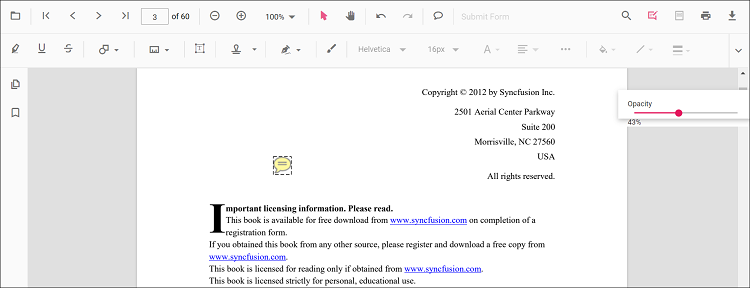 3 of 60 100% Submit Form
Helvetica 16px
Opacity
43%
Copyright © 2012 by Syncfusion Inc.
2501 Aerial Center Parkway
Suite 200
Morrisville, NC 27560
USA
All rights reserved.
Important licensing information. Please read.
This book is available for free download from www.syncfusion.com on completion of a
registration form.
If you obtained this book from any other source, please register and download a free copy from
www.syncfusion.com.
This book is licensed for reading only if obtained from www.syncfusion.com.
This book is licensed strictly for personal, educational use.